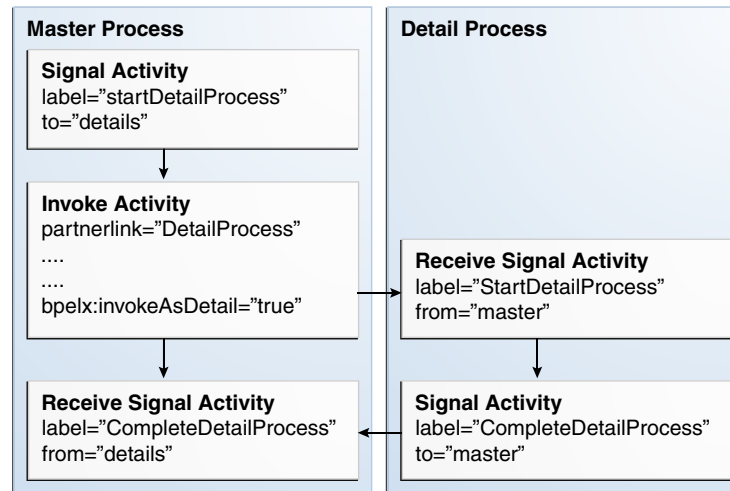 Master Process
Signal Activity
label=”startDetailProcess”
to=”details”
Invoke Activity
partnerlink=”DetailProcess”
....
....
bpelx:invokeAsDetail=”true”
Receive Signal Activity
label=”CompleteDetailProcess”
from=”details”
Detail Process
Receive Signal Activity
label=”StartDetailProcess”
from=”master”
Signal Activity
label=”CompleteDetailProcess”
to=”master”